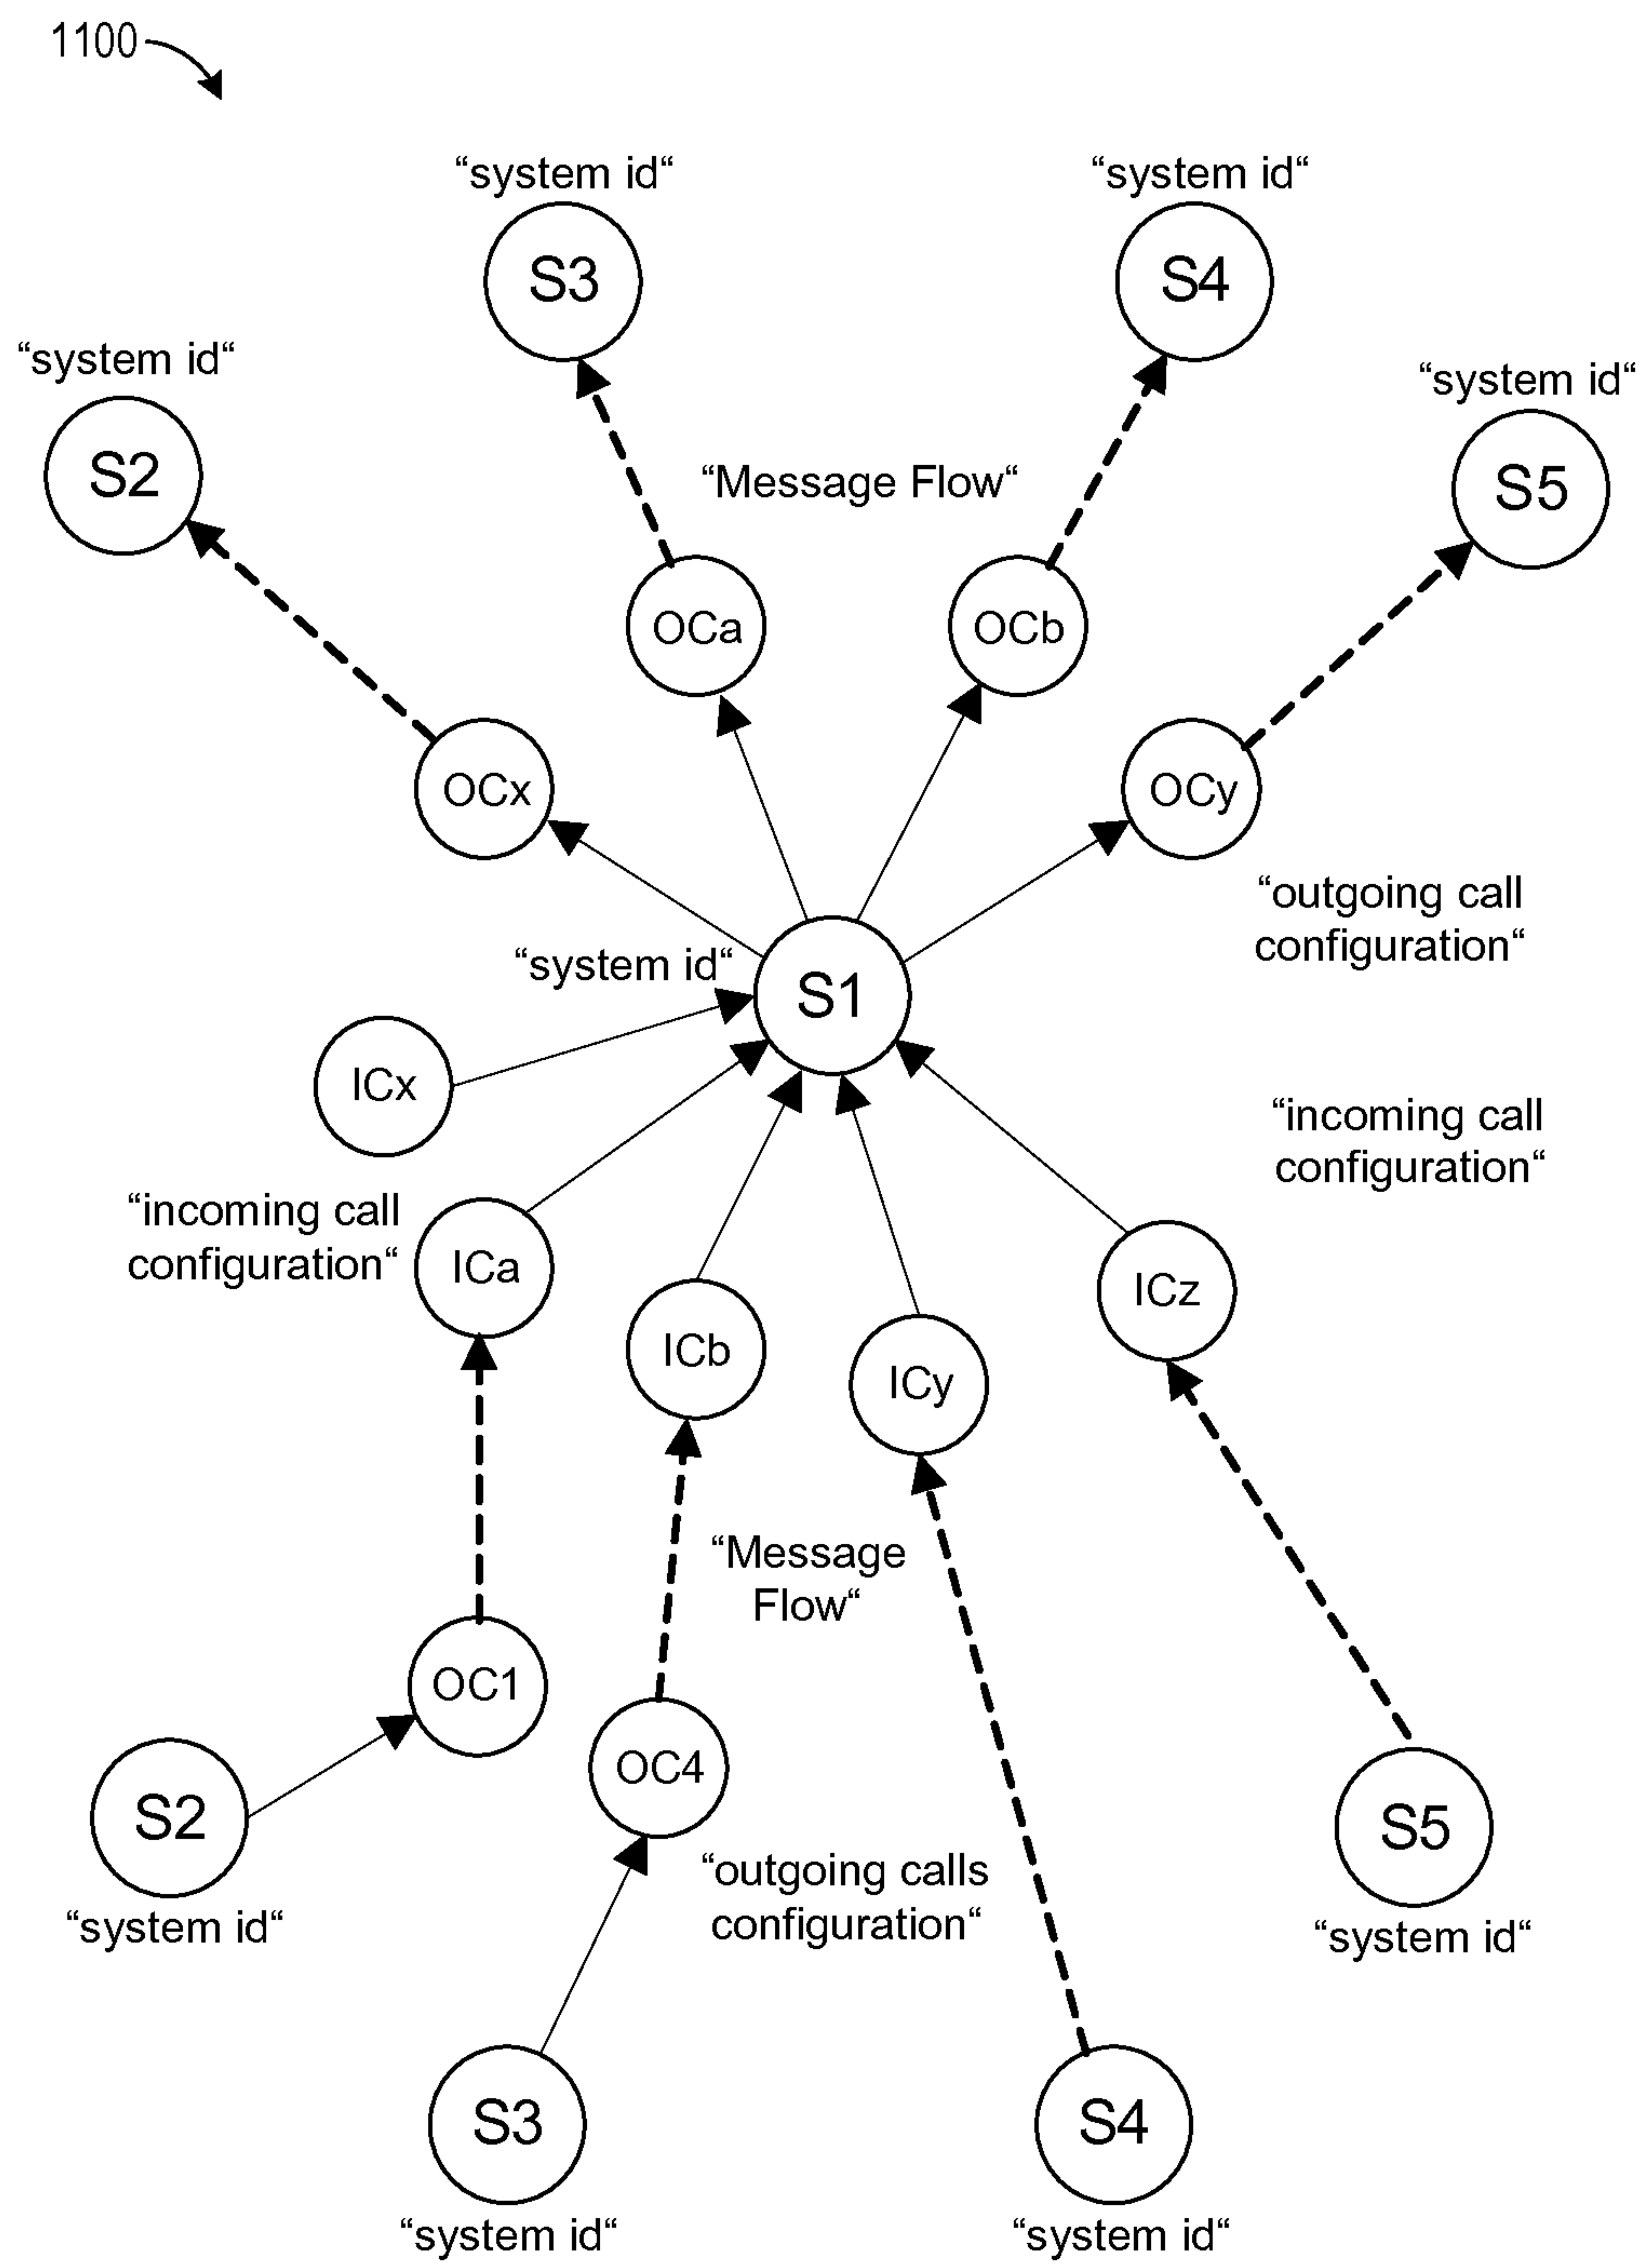 1100
“system id“
“system id“
S3
S4
“system id“
“system id“
S2
“Message Flow“
S5
OCa
OCb
OCx
OCy
“outgoing call
configuration“
“system id“
S1
ICx
“incoming call
configuration“
“incoming call
configuration“
ICa
ICz
ICb
ICy
“Message
Flow“
OC1
OC4
S2
S5
“outgoing calls
configuration“
“system id“
“system id“
S3
S4
“system id“
“system id“